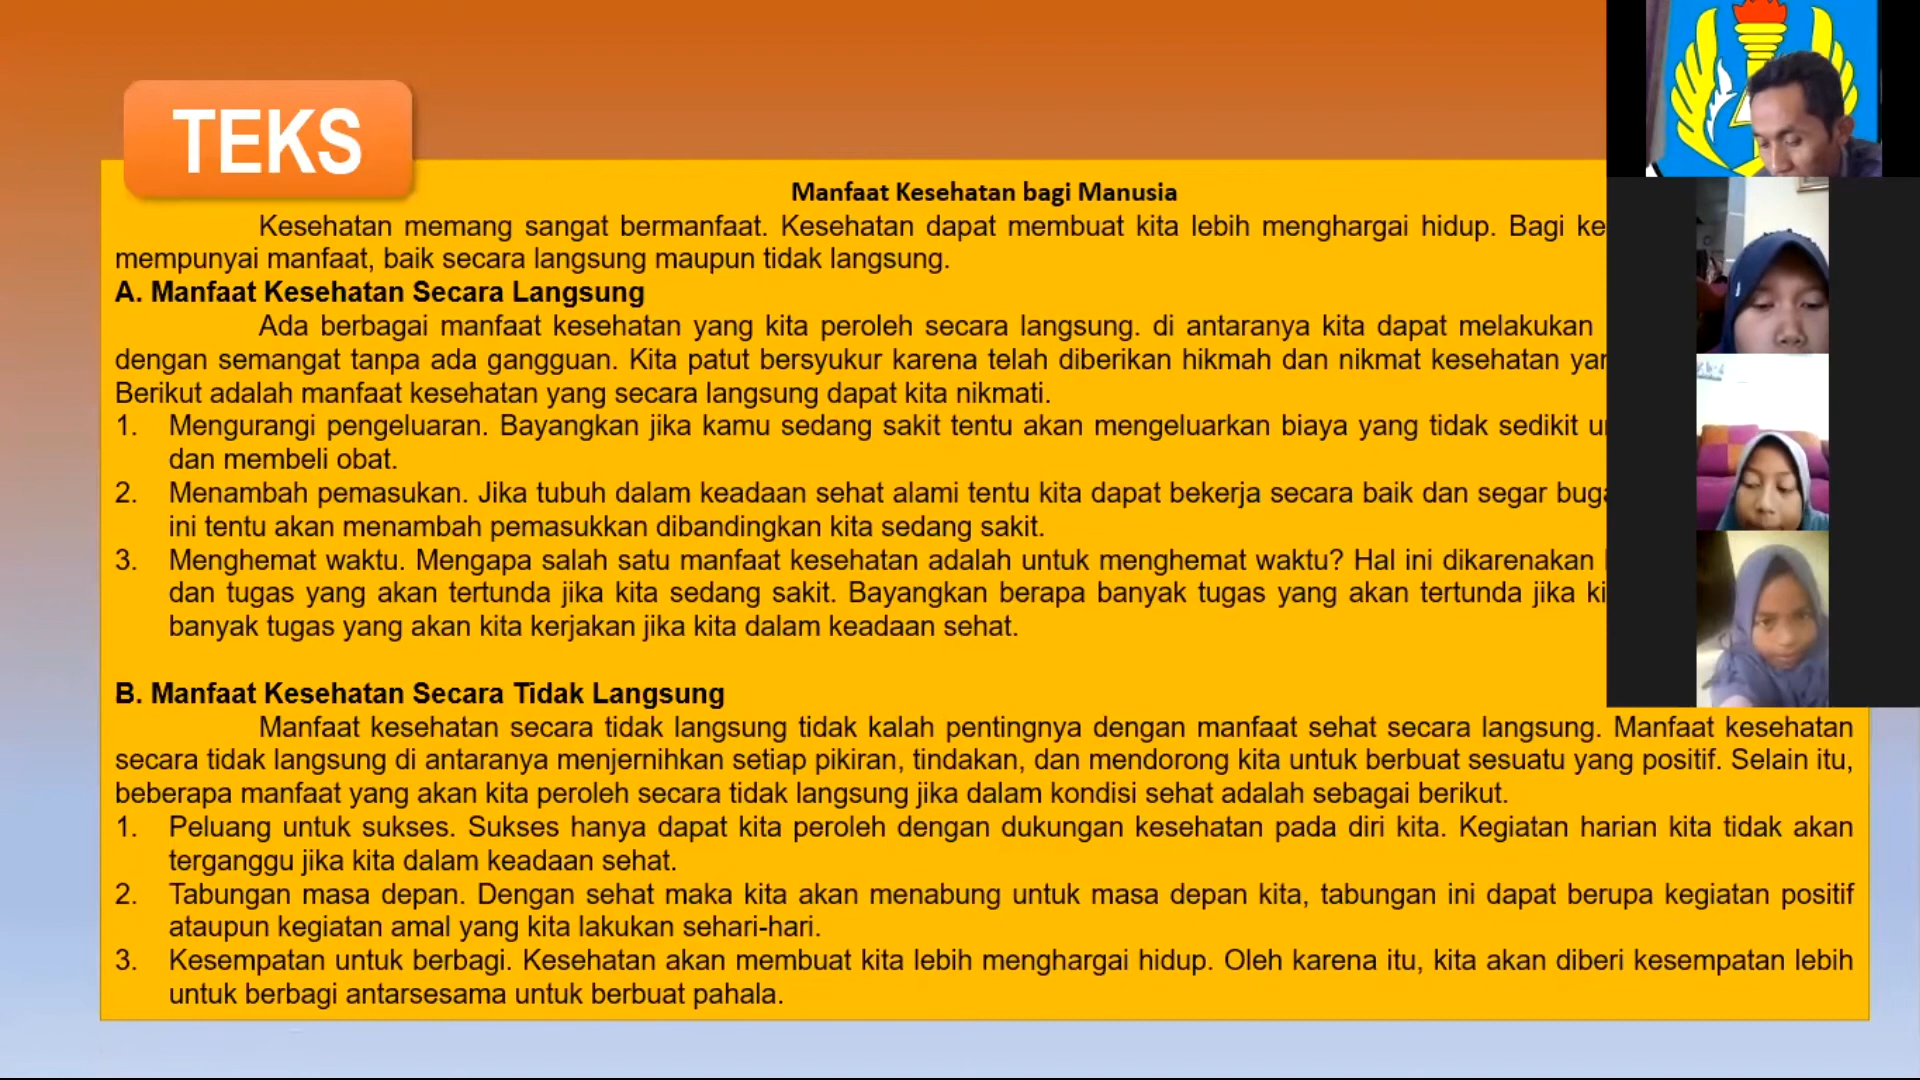 TEKS
Manfaat Kesehatan bagi Manusia
Kesehatan memang sangat bermanfaat. Kesehatan dapat membuat kita lebih menghargai hidup. Bagi
mempunyai manfaat, baik secara langsung maupun tidak langsung.
A. Manfaat Kesehatan Secara Langsung
Ada berbagai manfaat kesehatan yang kita peroleh secara langsung. di antaranya kita dapat melakukan
dengan semangat tanpa ada gangguan. Kita patut bersyukur karena telah diberikan hikmah dan nikmat kesehatan
Berikut adalah manfaat kesehatan yang secara langsung dapat kita nikmati.
1. Mengurangi pengeluaran. Bayangkan jika kamu sedang sakit tentu akan mengeluarkan biaya yang tidak sedikit
dan membeli obat.
2. Menambah pemasukan. Jika tubuh dalam keadaan sehat alami tentu kita dapat bekerja secara baik dan segar
ini tentu akan menambah pemasukkan dibandingkan kita sedang sakit.
3. Menghemat waktu. Mengapa salah satu manfaat kesehatan adalah untuk menghemat waktu? Hal ini dikarenakan
dan tugas yang akan tertunda jika kita sedang sakit. Bayangkan berapa banyak tugas yang akan tertunda jika
banyak tugas yang akan kita kerjakan jika kita dalam keadaan sehat.
B. Manfaat Kesehatan Secara Tidak Langsung
Manfaat kesehatan secara tidak langsung tidak kalah pentingnya dengan manfaat sehat secara langsung. Manfaat kesehatan
secara tidak langsung di antaranya menjernihkan setiap pikiran, tindakan, dan mendorong kita untuk berbuat sesuatu yang positif. Selain itu,
beberapa manfaat yang akan kita peroleh secara tidak langsung jika dalam kondisi sehat adalah sebagai berikut.
1. Peluang untuk sukses. Sukses hanya dapat kita peroleh dengan dukungan kesehatan pada diri kita. Kegiatan harian kita tidak akan
terganggu jika kita dalam keadaan sehat.
2. Tabungan masa depan. Dengan sehat maka kita akan menabung untuk masa depan kita, tabungan ini dapat berupa kegiatan positif
ataupun kegiatan amal yang kita lakukan sehari-hari.
3. Kesempatan untuk berbagi. Kesehatan akan membuat kita lebih menghargai hidup. Oleh karena itu, kita akan diberi kesempatan lebih
untuk berbagi antarsesama untuk berbuat pahala.